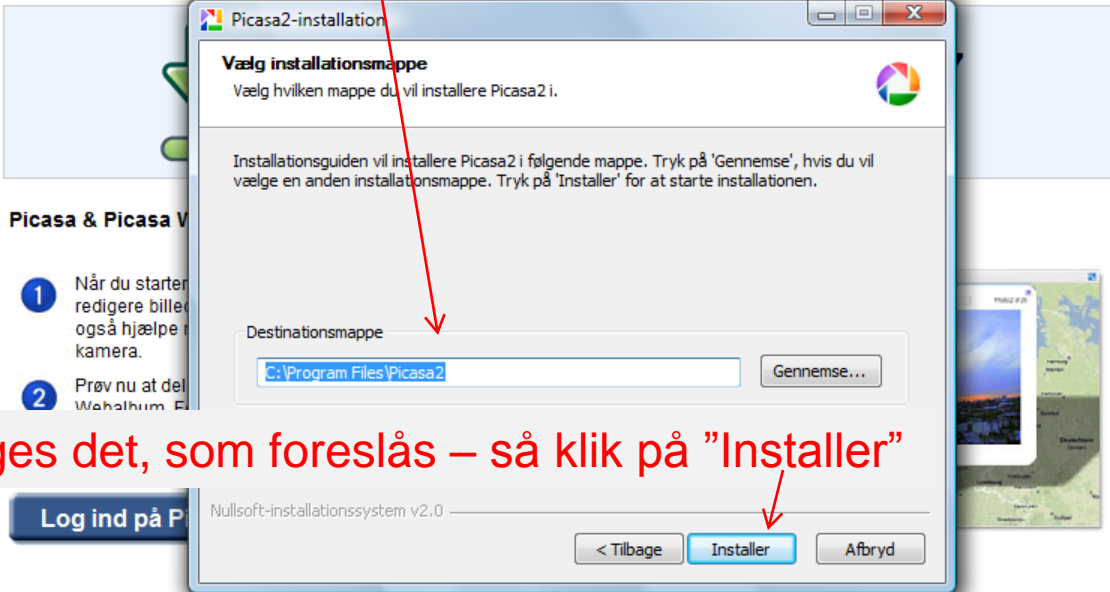 Picasa2-installation
Vælg installationsmappe
Vælg hvilken mappe du vil installere Picasa2 i.
Installationsguiden vil installere Picasa2 i følgende mappe. Tryk på 'Gennemse', hvis du vil
vælge en anden installationsmappe. Tryk på 'Installer' for at starte installationen.
Picasa & Picasa
1
Når du starter
redigere
også hjælpe
kamera.
Destinationsmappe
C:\Program Files\Picasa2
Gennemse...
2
Prøv nu at del
Webalbum.
det, som foreslås – så klik på ”Installer”
Log ind på
Nullsoft-installationssystem v2.0
< Tilbage
Installer
Afbryd